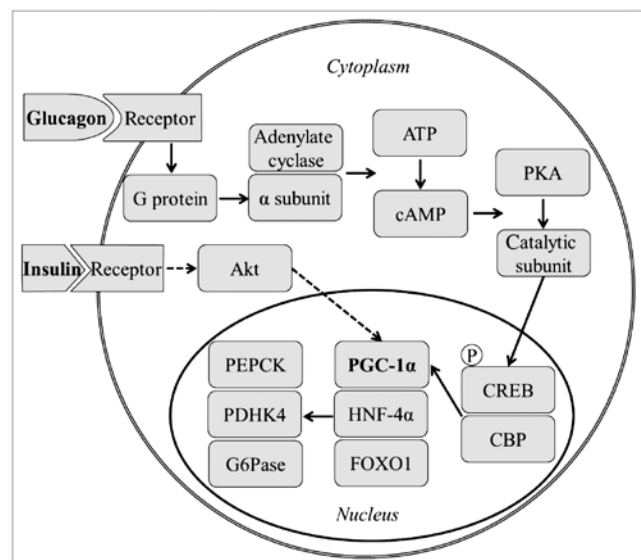 Cytoplasm
Glucagon
Receptor
G protein
Adenylate
cyclase
α subunit
ATP
cAMP
PKA
Catalytic
subunit
Insulin
Receptor
Akt
PEPCK
PDHK4
G6Pase
PGC-1α
HNF-4α
FOXO1
P
CREB
CBP
Nucleus